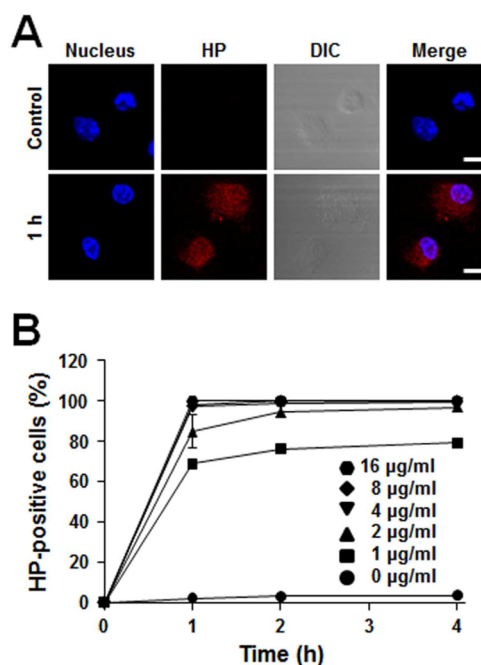 A
Nucleus HP DIC Merge
Control
1 h
B
HP-positive cells (%)
120
100
80
60
40
20
0
16 µg/ml
8 µg/ml
4 µg/ml
2 µg/ml
1 µg/ml
0 µg/ml
0 1 2 3 4
Time (h)